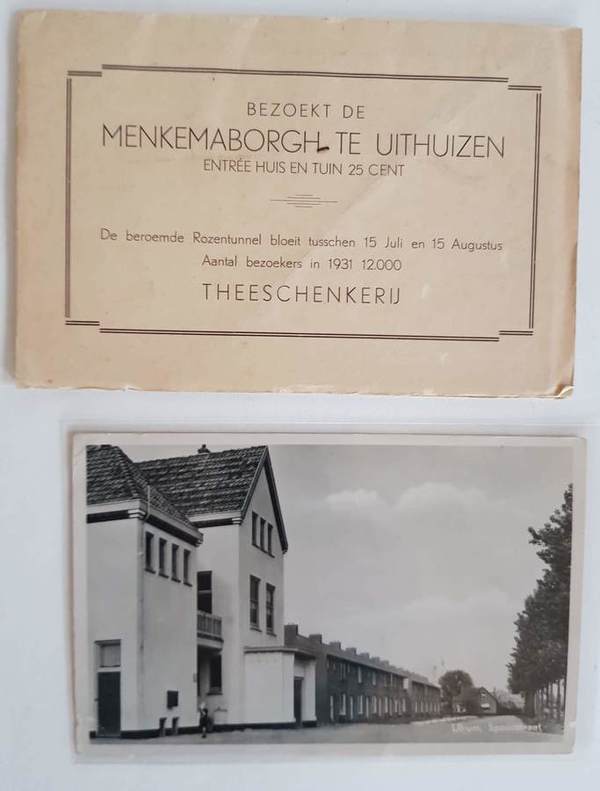 BEZOEKT DE
MENKEMABORGH TE UITHUIZEN
ENTRÉE HUIS EN TUIN 25 CENT
De beroemde Rozentunnel bloeit tusschen 15 Juli en 15 Augustus
Aantal bezoekers in 1931 12.000
THEESCHENKERIJ